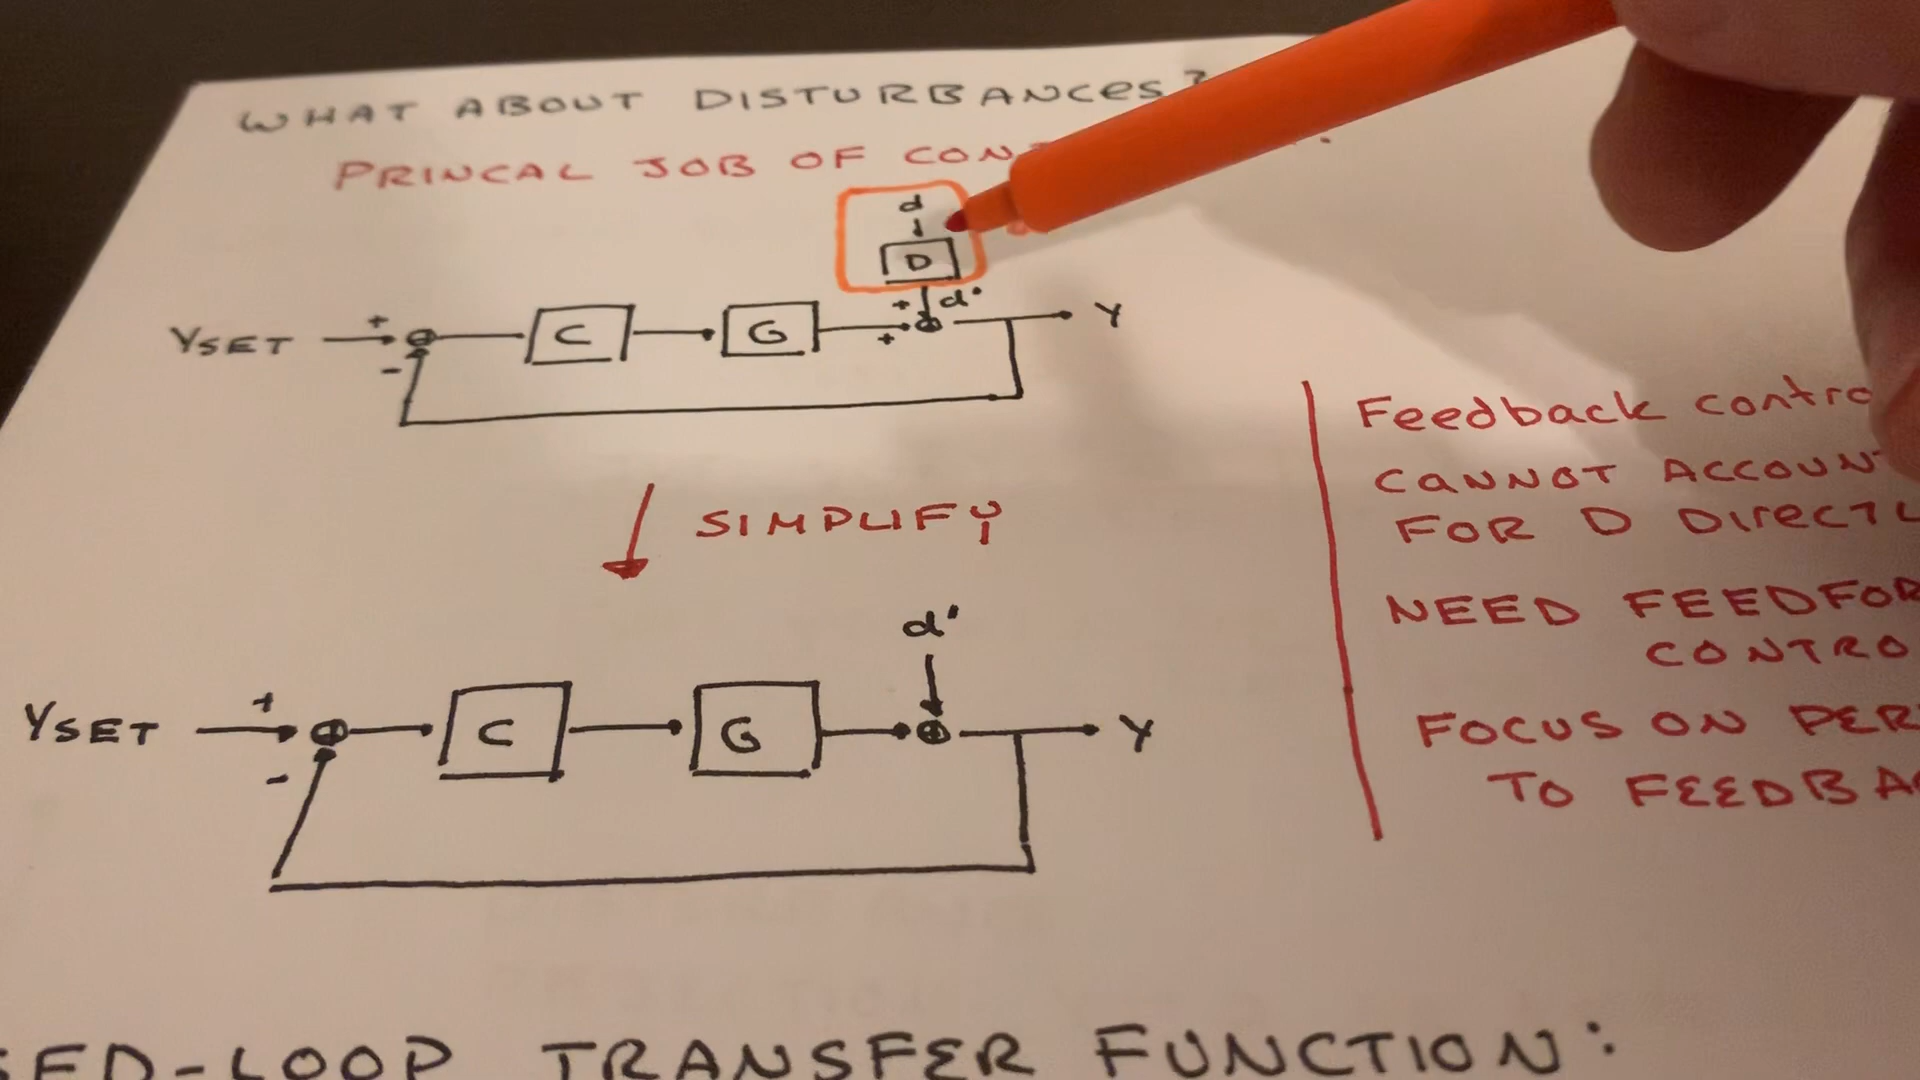 WHAT ABOUT DISTURBANCES?
PRINCAL JOB OF
d
D
+ d'
YSET + - C G + Y
SIMPLIFY
d'
YSET + - C G Y
Feedback
CANNOT
FOR D
NEED
FOCUS ON
TO
TRANSFER FUNCTION: